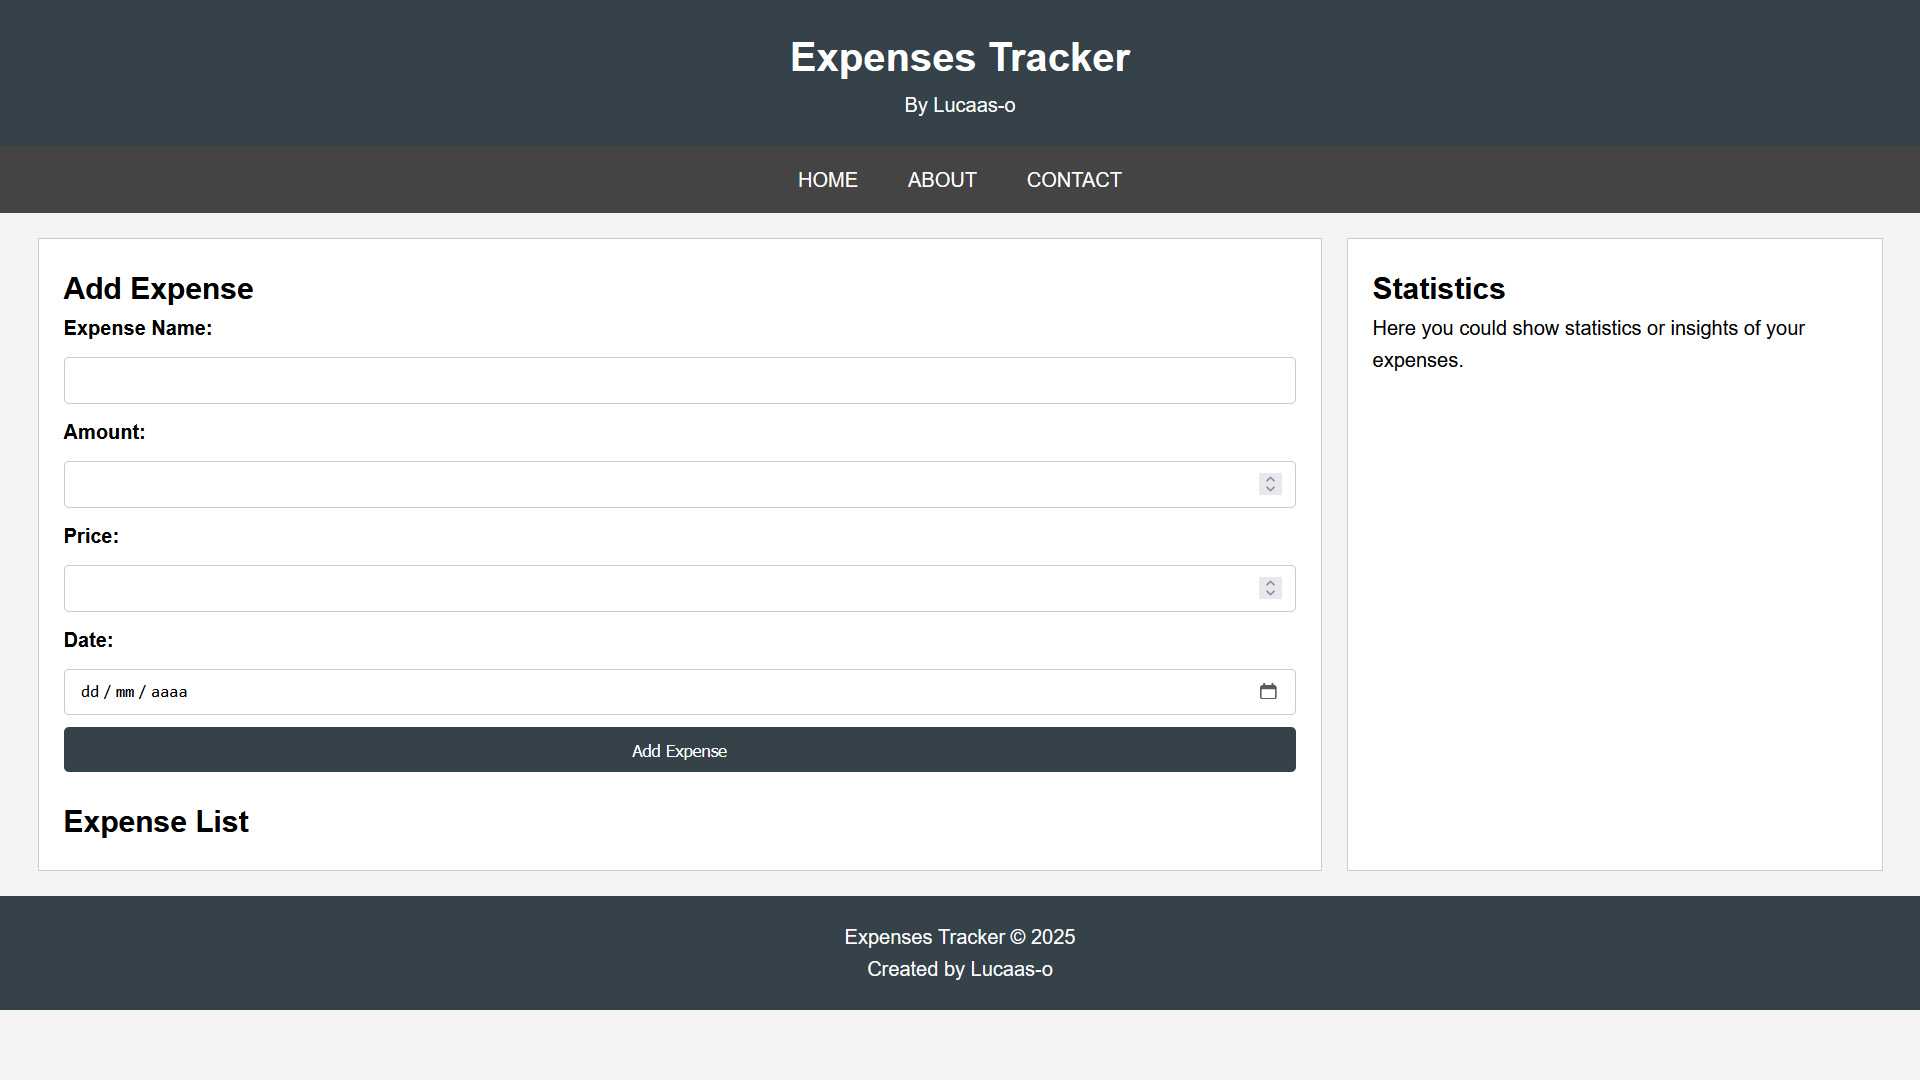 Expenses Tracker
By Lucaas-o
HOME ABOUT CONTACT
Add Expense
Expense Name:
Amount:
Price:
Date:
dd / mm / aaaa
Add Expense
Expense List
Statistics
Here you could show statistics or insights of your
expenses.
Expenses Tracker © 2025
Created by Lucaas-o